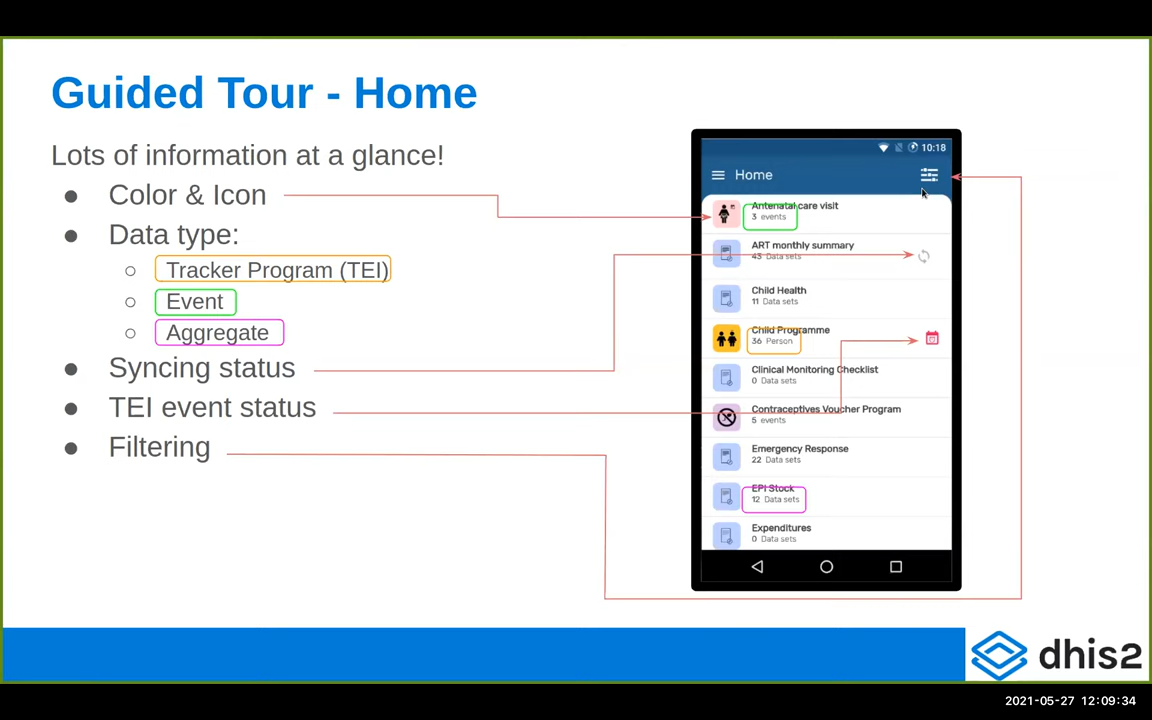 Guided Tour - Home
Lots of information at a glance!
● Color & Icon
● Data type:
○ Tracker Program (TEI)
○ Event
○ Aggregate
● Syncing status
● TEI event status
● Filtering
10:18
Home
Antenatal care visit
3 events
ART monthly summary
43 Data sets
Child Health
11 Data sets
Child Programme
36 Person
Clinical Monitoring Checklist
0 Data sets
Contraceptives Voucher Program
5 events
Emergency Response
22 Data sets
EPI Stock
12 Data sets
Expenditures
0 Data sets
dhis2
2021-05-27 12:09:34